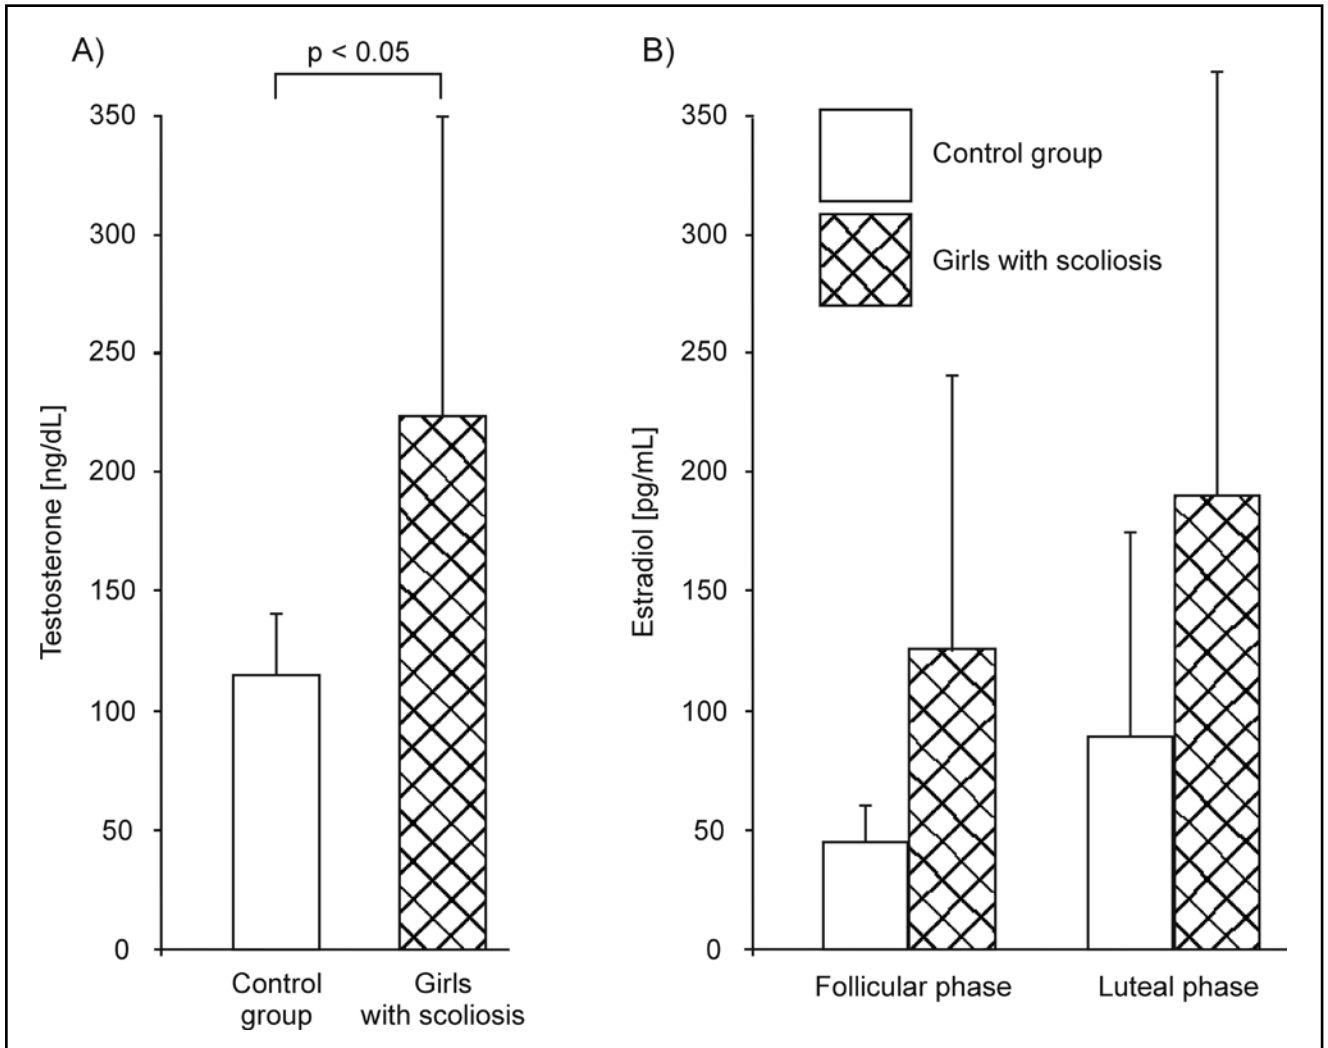 A)
p < 0.05
350
300
250
200
150
100
50
0
Testosterone [ng/dL]
Control
group
Girls
with scoliosis
B)
350
300
250
200
150
100
50
0
Estradiol [pg/mL]
Control group
Girls with scoliosis
Follicular phase
Luteal phase